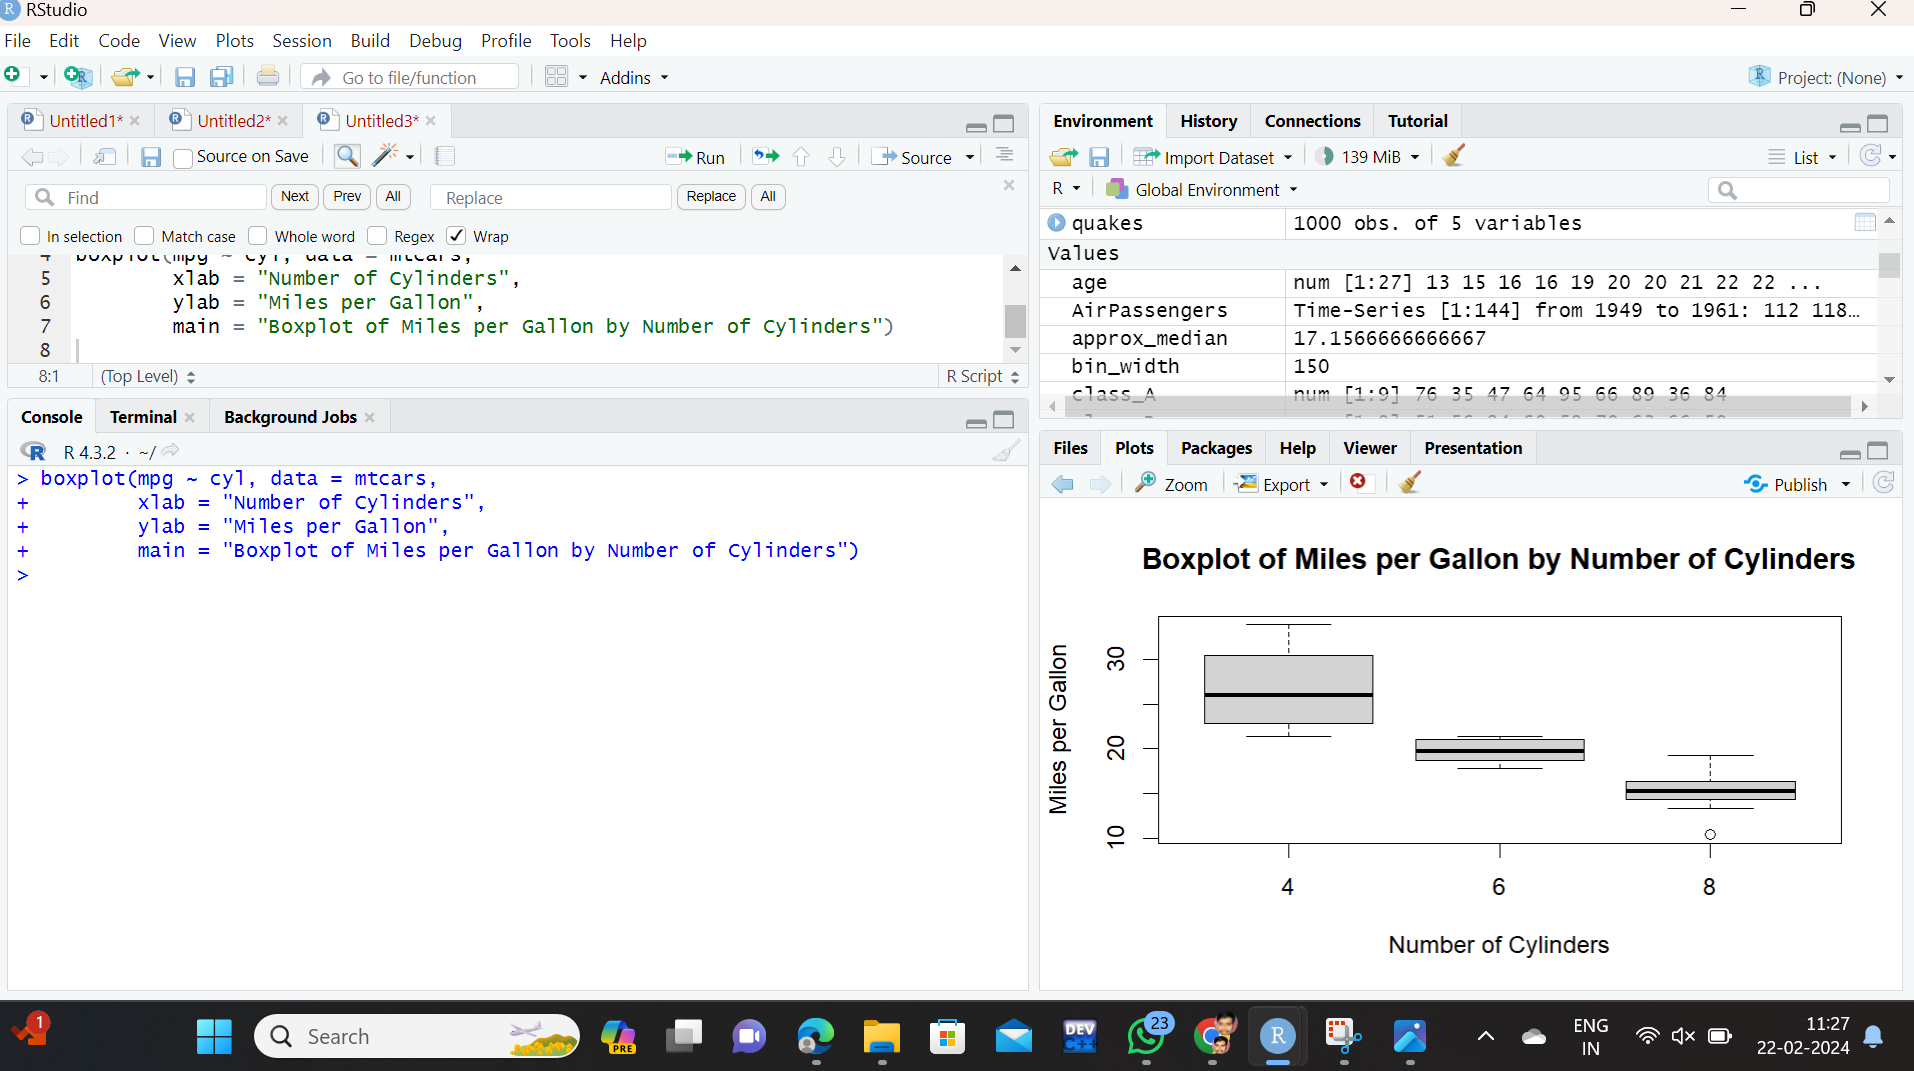 RStudio
File Edit Code View Plots Session Build Debug Profile Tools Help
Go to file/function Addins Project: (None)
Untitled1* Untitled2* Untitled3*
Source on Save Run Source
Find Next Prev All Replace Replace All
In selection Match case Whole word Regex Wrap
4 boxplot(mpg ~ cyl, data = mtcars,
5 xlab = "Number of Cylinders",
6 ylab = "Miles per Gallon",
7 main = "Boxplot of Miles per Gallon by Number of Cylinders")
8
8:1 (Top Level) R Script
Console Terminal Background Jobs
R 4.3.2 · ~/
> boxplot(mpg ~ cyl, data = mtcars,
+ xlab = "Number of Cylinders",
+ ylab = "Miles per Gallon",
+ main = "Boxplot of Miles per Gallon by Number of Cylinders")
>
Environment History Connections Tutorial
Import Dataset 139 MiB List
R Global Environment
quakes 1000 obs. of 5 variables
Values
age num [1:27] 13 15 16 16 19 20 20 21 22 22 ...
AirPassengers Time-Series [1:144] from 1949 to 1961: 112 118…
approx_median 17.1566666666667
bin_width 150
class_A num [1:9] 76 35 47 64 95 66 89 36 84
Files Plots Packages Help Viewer Presentation
Zoom Export Publish
Boxplot of Miles per Gallon by Number of Cylinders
Miles per Gallon
30
20
10
4 6 8
Number of Cylinders
1
Search
PRE
DEV
C++
23
R
ENG
IN
11:27
22-02-2024